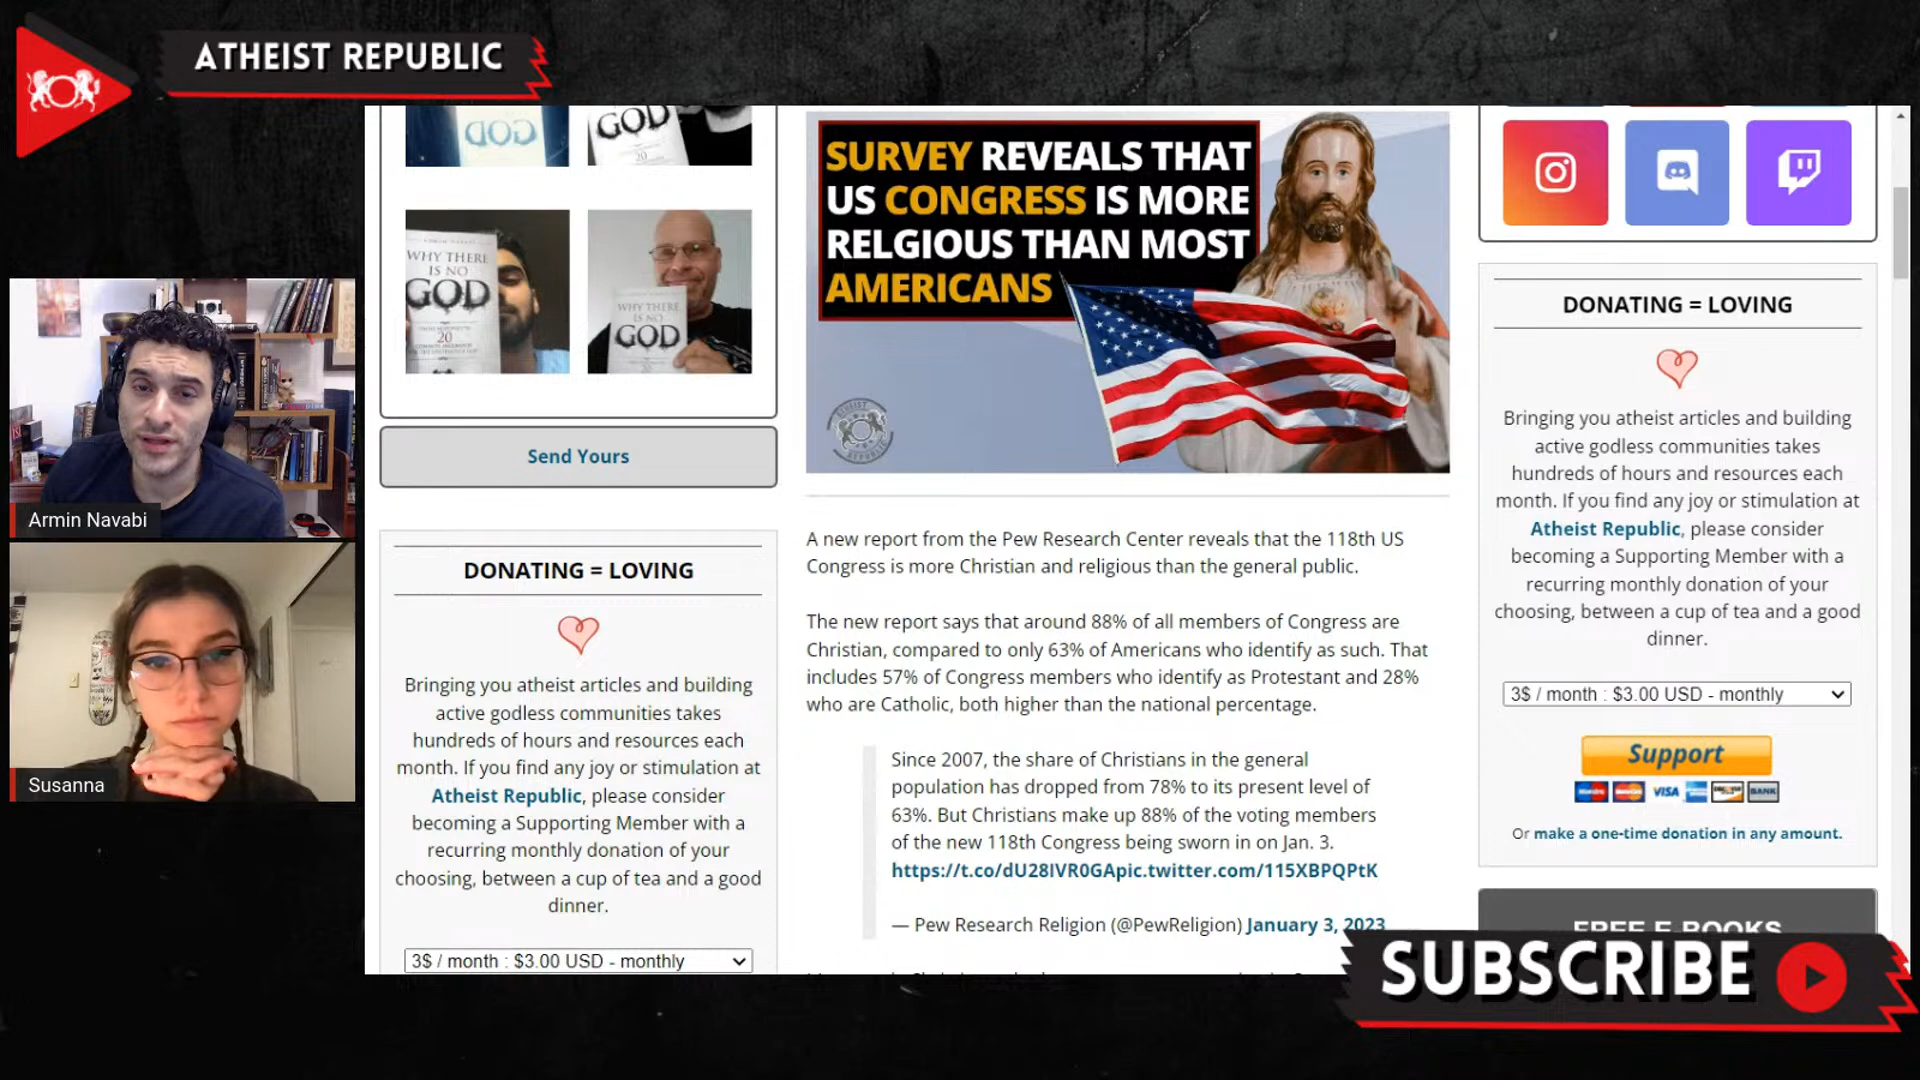 ATHEIST REPUBLIC
Armin Navabi
Susanna
GOD
GOD
20
WHY THERE
IS NO
GOD
20
WHY THERE
IS NO
GOD
Send Yours
DONATING = LOVING
Bringing you atheist articles and building
active godless communities takes
hundreds of hours and resources each
month. If you find any joy or stimulation at
Atheist Republic, please consider
becoming a Supporting Member with a
recurring monthly donation of your
choosing, between a cup of tea and a good
dinner.
3$ / month : $3.00 USD - monthly
SURVEY REVEALS THAT
US CONGRESS IS MORE
RELGIOUS THAN MOST
AMERICANS
ATHEIST
REPUBLIC
A new report from the Pew Research Center reveals that the 118th US
Congress is more Christian and religious than the general public.
The new report says that around 88% of all members of Congress are
Christian, compared to only 63% of Americans who identify as such. That
includes 57% of Congress members who identify as Protestant and 28%
who are Catholic, both higher than the national percentage.
Since 2007, the share of Christians in the general
population has dropped from 78% to its present level of
63%. But Christians make up 88% of the voting members
of the new 118th Congress being sworn in on Jan. 3.
https://t.co/dU28IVR0GApic.twitter.com/115XBPQPtK
— Pew Research Religion (@PewReligion) January 3, 2023
DONATING = LOVING
Bringing you atheist articles and building
active godless communities takes
hundreds of hours and resources each
month. If you find any joy or stimulation at
Atheist Republic, please consider
becoming a Supporting Member with a
recurring monthly donation of your
choosing, between a cup of tea and a good
dinner.
3$ / month : $3.00 USD - monthly
Support
VISA
BANK
Or make a one-time donation in any amount.
FREE E-BOOKS
SUBSCRIBE